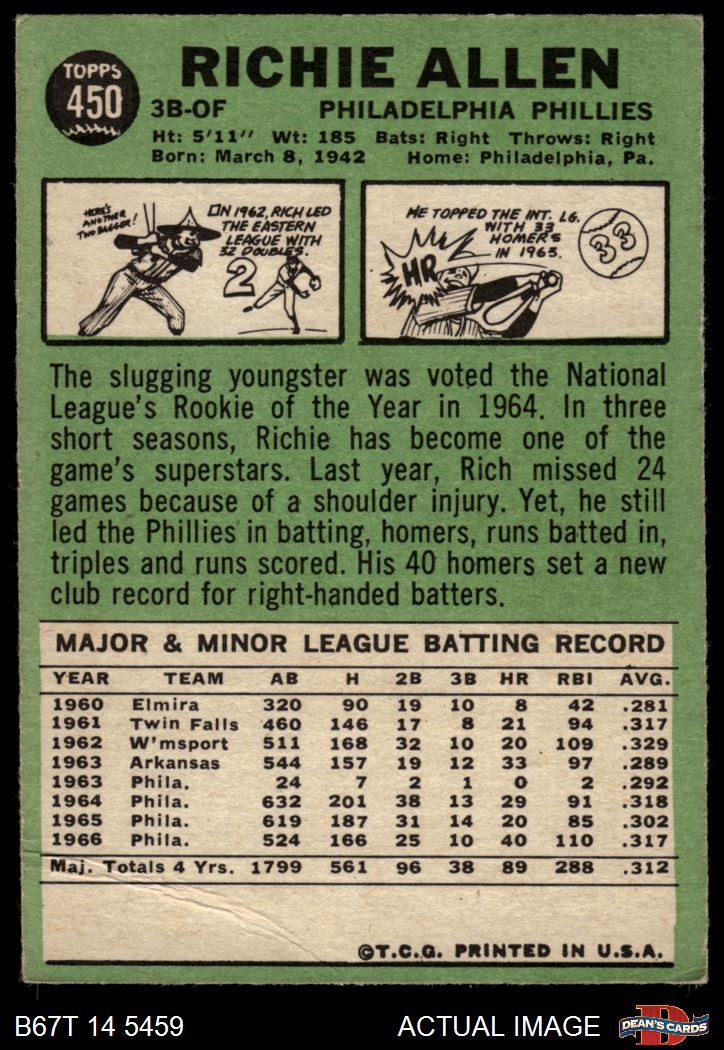 TOPPS
450
RICHIE ALLEN
3B-OF PHILADELPHIA PHILLIES
Ht: 5'11" Wt: 185 Bats: Right Throws: Right
Born: March 8, 1942 Home: Philadelphia, Pa.
HERE'S
ANOTHER
TWO BAGGER!
ON 1962, RICH LED
THE EASTERN
LEAGUE WITH
32 DOUBLES.
2
HE TOPPED THE INT. LG.
WITH 33
HOMERS
IN 1963.
33
HR
The slugging youngster was voted the National
League's Rookie of the Year in 1964. In three
short seasons, Richie has become one of the
game's superstars. Last year, Rich missed 24
games because of a shoulder injury. Yet, he still
led the Phillies in batting, homers, runs batted in,
triples and runs scored. His 40 homers set a new
club record for right-handed batters.
MAJOR & MINOR LEAGUE BATTING RECORD
YEAR TEAM AB H 2B 3B HR RBI AVG.
1960 Elmira 320 90 19 10 8 42 .281
1961 Twin Falls 460 146 17 8 21 94 .317
1962 W'msport 511 168 32 10 20 109 .329
1963 Arkansas 544 157 19 12 33 97 .289
1963 Phila. 24 7 2 1 0 2 .292
1964 Phila. 632 201 38 13 29 91 .318
1965 Phila. 619 187 31 14 20 85 .302
1966 Phila. 524 166 25 10 40 110 .317
Maj. Totals 4 Yrs. 1799 561 96 38 89 288 .312
©T.C.G. PRINTED IN U.S.A.
B67T 14 5459 ACTUAL IMAGE
D
DEAN'S CARDS